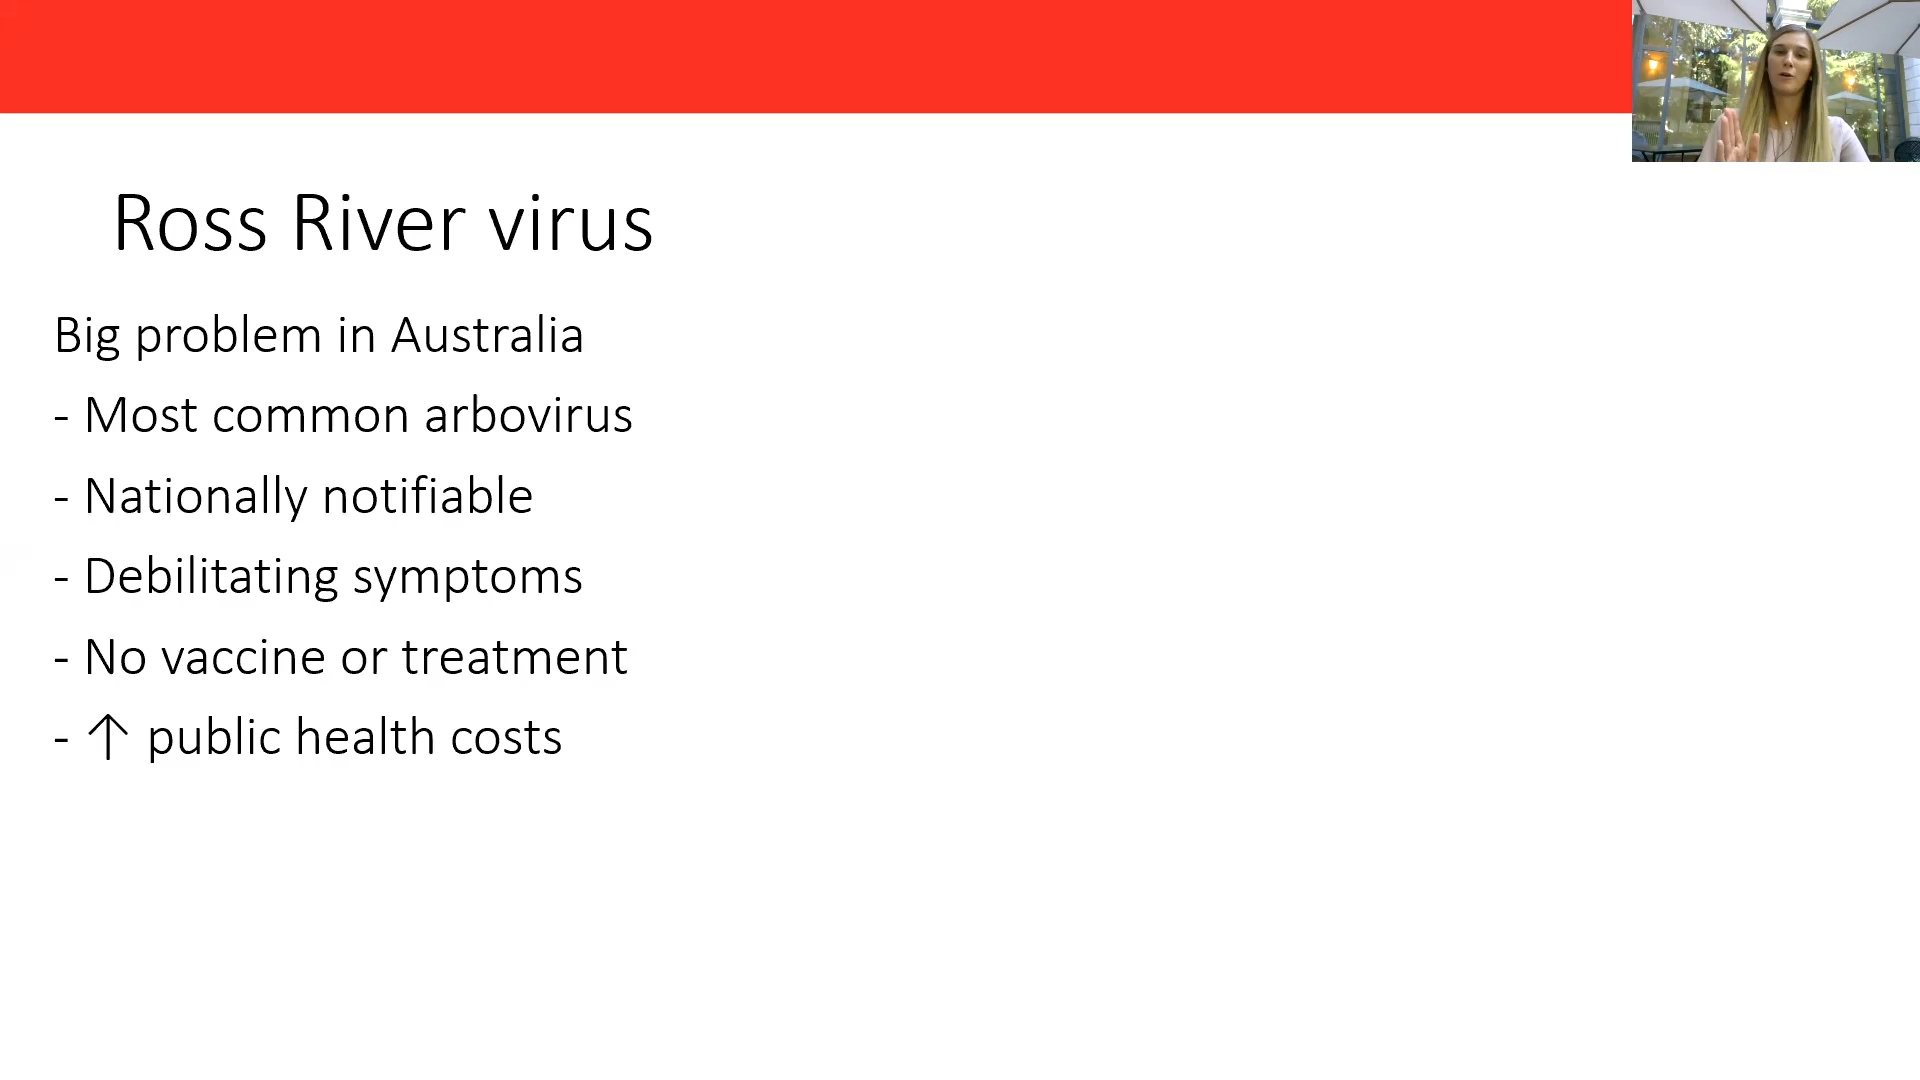 Ross River virus
Big problem in Australia
- Most common arbovirus
- Nationally notifiable
- Debilitating symptoms
- No vaccine or treatment
- ↑ public health costs